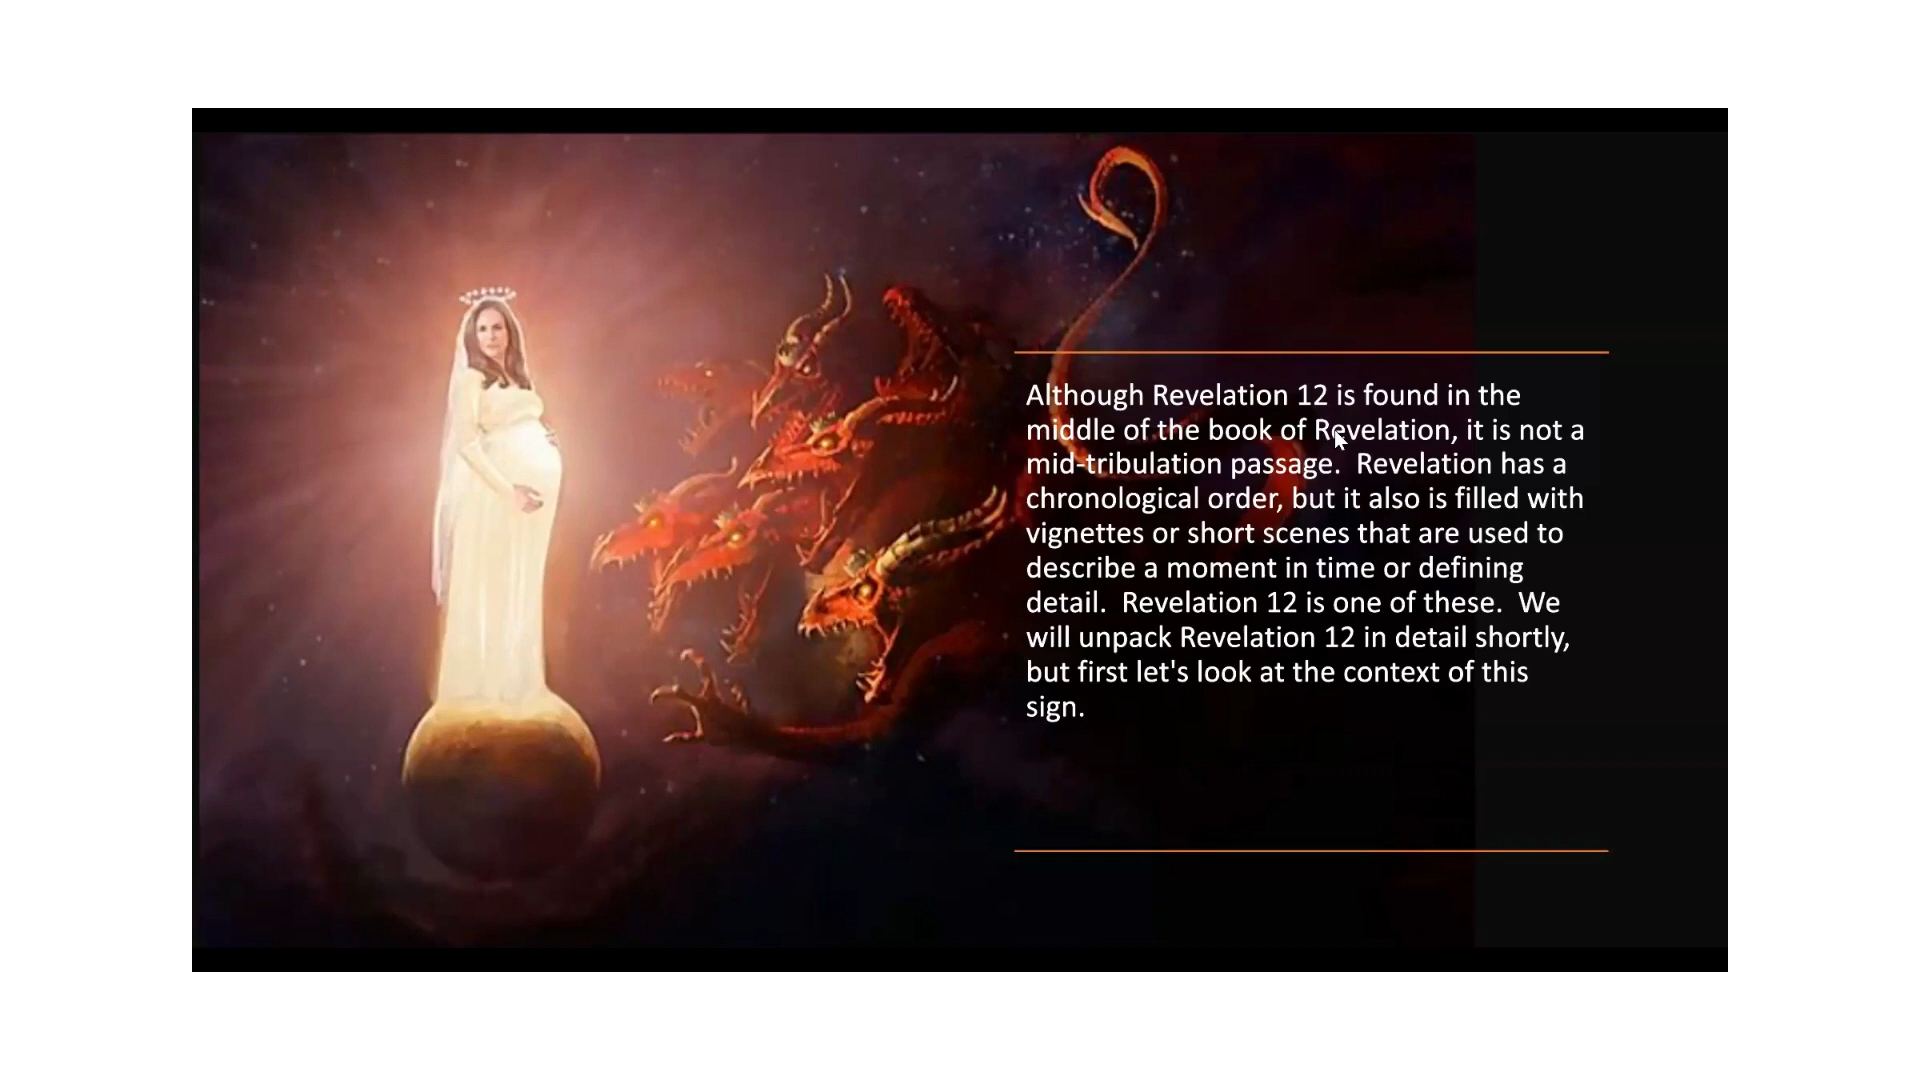 Although Revelation 12 is found in the
middle of the book of Revelation, it is not a
mid-tribulation passage.  Revelation has a
chronological order, but it also is filled with
vignettes or short scenes that are used to
describe a moment in time or defining
detail.  Revelation 12 is one of these.  We
will unpack Revelation 12 in detail shortly,
but first let's look at the context of this
sign.